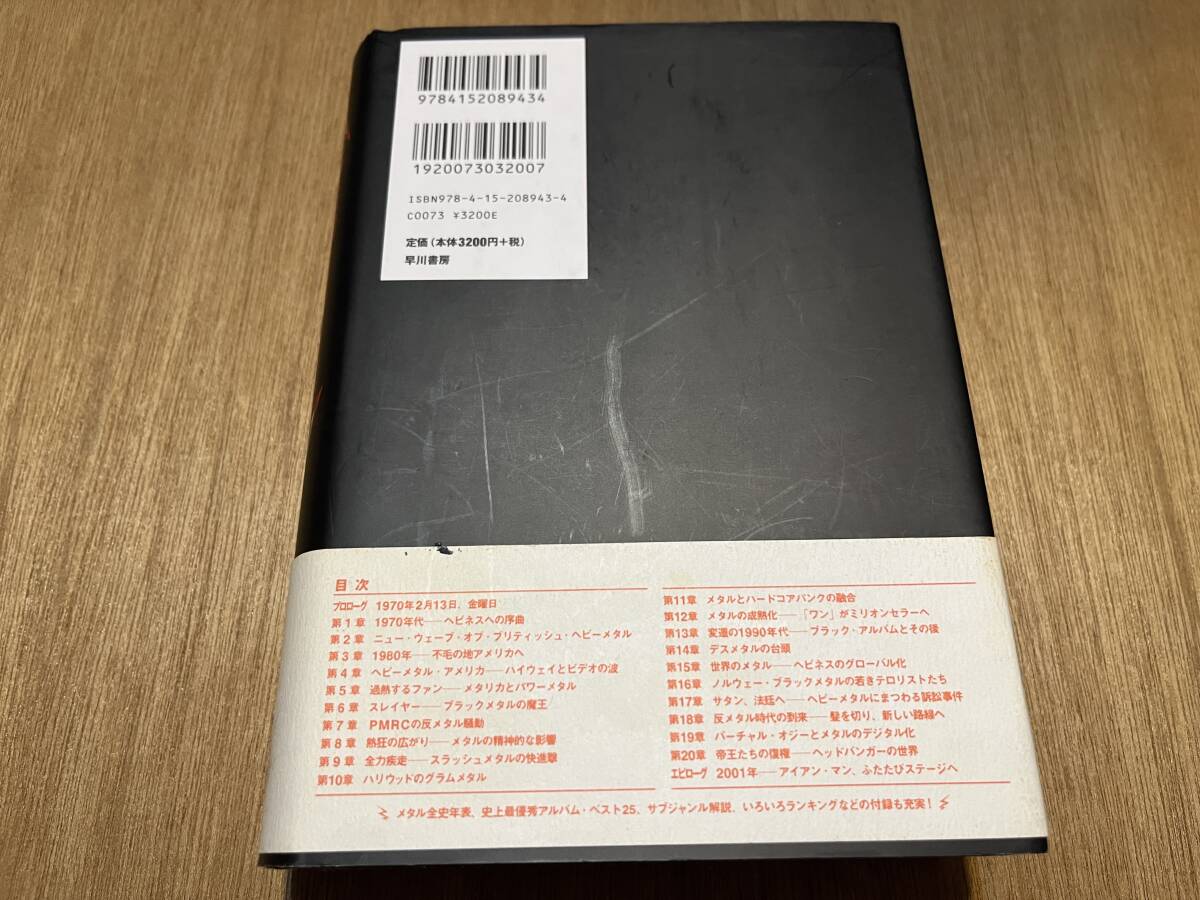 9784152089434
1920073032007
ISBN978-4-15-208943-4
C0073 ¥3200E
定価(本体3200円+税)
早川書房
目次
プロローグ 1970年2月13日、金曜日
第1章 1970年代──ヘビネスへの序曲
第2章 ニュー・ウェーブ・オブ・ブリティッシュ・ヘビーメタル
第3章 1980年──不毛の地アメリカへ
第4章 ヘビーメタル・アメリカ──ハイウェイとビデオの波
第5章 過熱するファン──メタリカとパワーメタル
第6章 スレイヤー──ブラックメタルの魔王
第7章 PMRCの反メタル騒動
第8章 熱狂の広がり──メタルの精神的な影響
第9章 全力疾走──スラッシュメタルの快進撃
第10章 ハリウッドのグラムメタル
第11章 メタルとハードコアパンクの融合
第12章 メタルの成熟化──「ワン」がミリオンセラーへ
第13章 変遷の1990年代──ブラック・アルバムとその後
第14章 デスメタルの台頭
第15章 世界のメタル──ヘビネスのグローバル化
第16章 ノルウェー・ブラックメタルの若きテロリストたち
第17章 サタン、法廷へ──ヘビーメタルにまつわる訴訟事件
第18章 反メタル時代の到来──髪を切り、新しい路線へ
第19章 バーチャル・オジーとメタルのデジタル化
第20章 帝王たちの復権──ヘッドバンガーの世界
エピローグ 2001年──アイアン・マン、ふたたびステージへ
メタル全史年表、史上最優秀アルバム・ベスト25、サブジャンル解説、いろいろランキングなどの付録も充実!